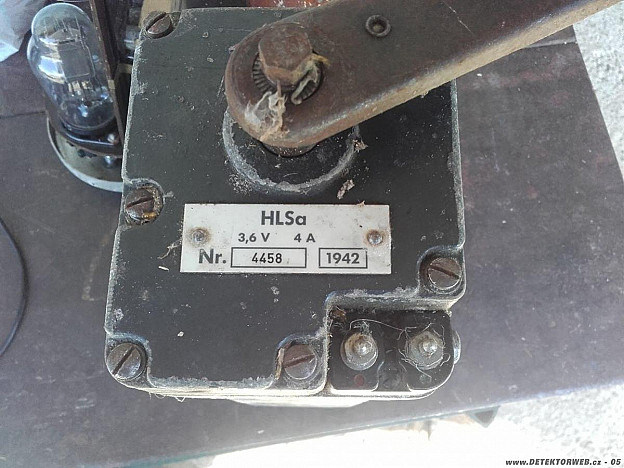 HLSa
3,6 V 4 A
Nr. 4458 1942
www.DETEKTORWEB.cz - 05